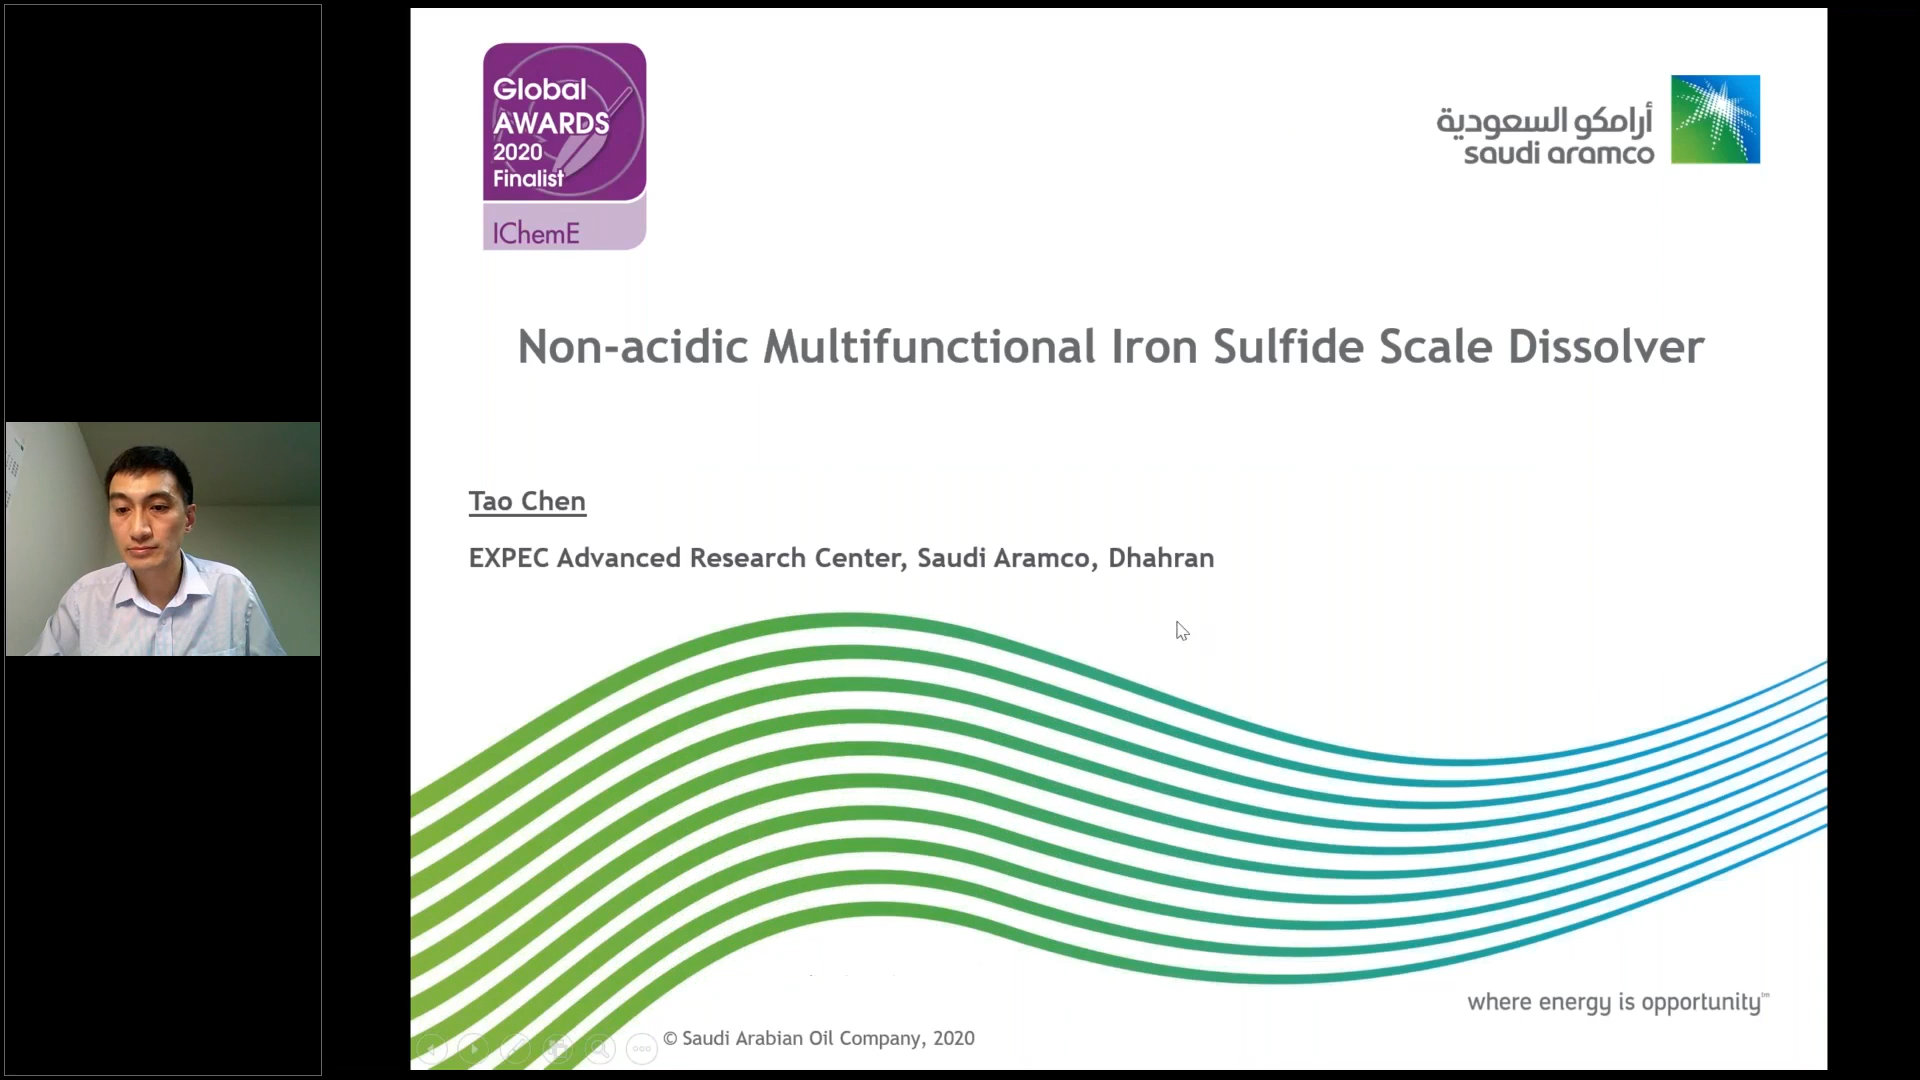 Global
AWARDS
2020
Finalist
IChemE
أرامكو السعودية
saudi aramco
Non-acidic Multifunctional Iron Sulfide Scale Dissolver
Tao Chen
EXPEC Advanced Research Center, Saudi Aramco, Dhahran
where energy is opportunity™
© Saudi Arabian Oil Company, 2020